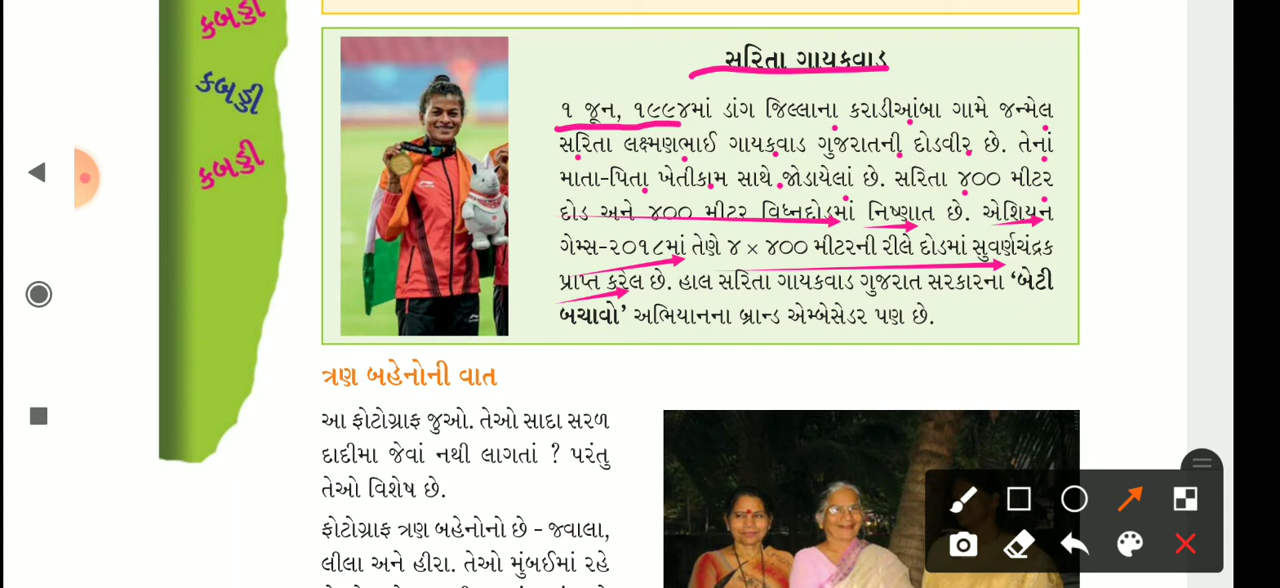 કબડ્ડી
કબડ્ડી
કબડ્ડી
સરિતા ગાયકવાડ
૧ જૂન, ૧૯૯૪માં ડાંગ જિલ્લાના કરાડીઆંબા ગામે જન્મેલ
સરિતા લક્ષ્મણભાઈ ગાયકવાડ ગુજરાતની દોડવીર છે. તેનાં
માતા-પિતા ખેતીકામ સાથે જોડાયેલાં છે. સરિતા ૪૦૦ મીટર
દોડ અને ૪૦૦ મીટર વિઘ્નદોડમાં નિષ્ણાત છે. એશિયન
ગેમ્સ-૨૦૧૮માં તેણે ૪ × ૪૦૦ મીટરની રીલે દોડમાં સુવર્ણચંદ્રક
પ્રાપ્ત કરેલ છે. હાલ સરિતા ગાયકવાડ ગુજરાત સરકારના ‘બેટી
બચાવો’ અભિયાનના બ્રાન્ડ એમ્બેસેડર પણ છે.
ત્રણ બહેનોની વાત
આ ફોટોગ્રાફ જુઓ. તેઓ સાદા સરળ
દાદીમા જેવાં નથી લાગતાં ? પરંતુ
તેઓ વિશેષ છે.
ફોટોગ્રાફ ત્રણ બહેનોનો છે - જ્વાલા,
લીલા અને હીરા. તેઓ મુંબઈમાં રહે